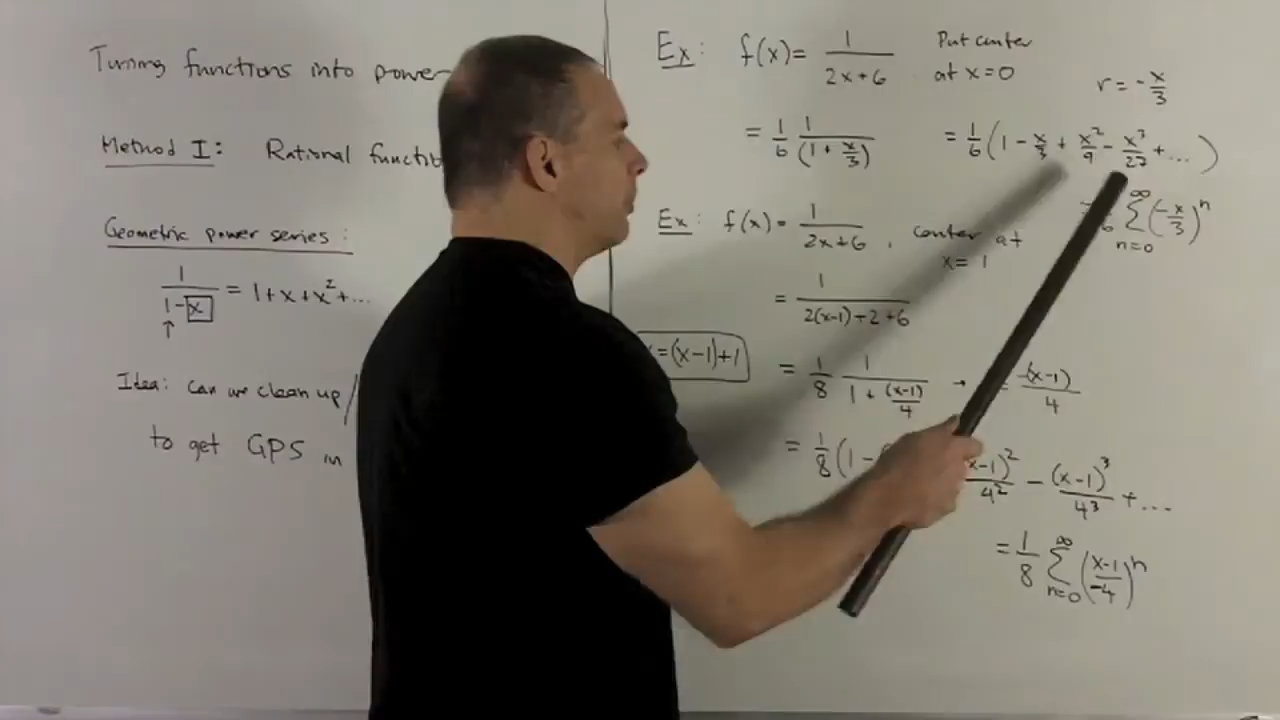 Turning functions into power
Method I: Rational
Geometric power series:
1/(1-x) = 1+x+x²+...
↑
Idea: Can we clean up/
to get GPS in
Ex: f(x)= 1/(2x+6) Put center
at x=0
r = -x/3
= 1/6 1/(1 + x/3) = 1/6 (1 - x/3 + x²/9 - x³/27 + ...)
∑_{n=0}^{∞} (-x/3)^n
Ex: f(x) = 1/(2x+6), center at
x=1
= 1/(2(x-1)+2+6)
=(x-1)+1
= 1/8 1/(1 + (x-1)/4) → -(x-1)/4
= 1/8 (1 - x-1)²/4² - (x-1)³/4³ + ...
= 1/8 ∑_{n=0}^{∞} ((x-1)/-4)^n